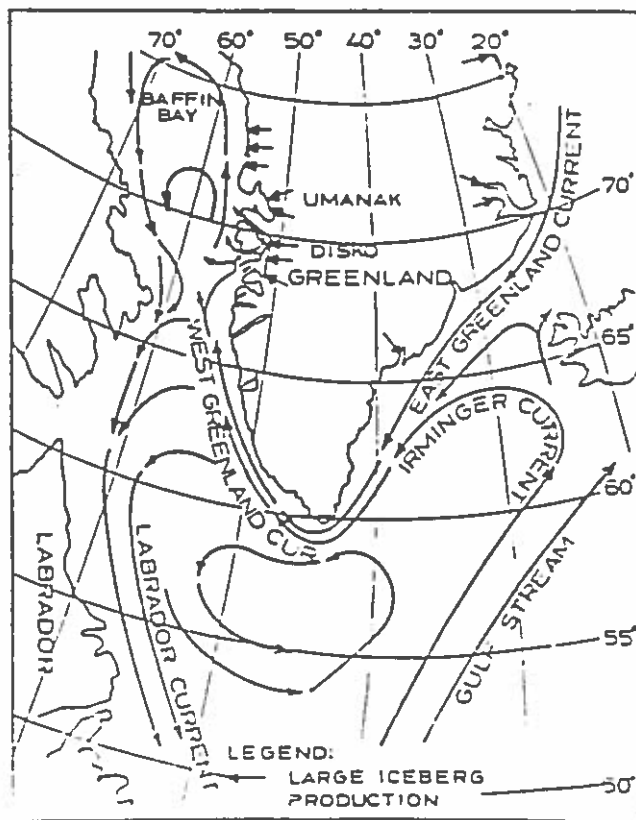 70° 60° 50° 40° 30° 20°
BAFFIN
BAY
UMANAK
70°
DISKO
GREENLAND
EAST GREENLAND CURRENT
65°
WEST GREENLAND CUR
IRMINGER CURRENT
60°
LABRADOR
LABRADOR CURRENT
GULF STREAM
55°
LEGEND:
LARGE ICEBERG
PRODUCTION
50°